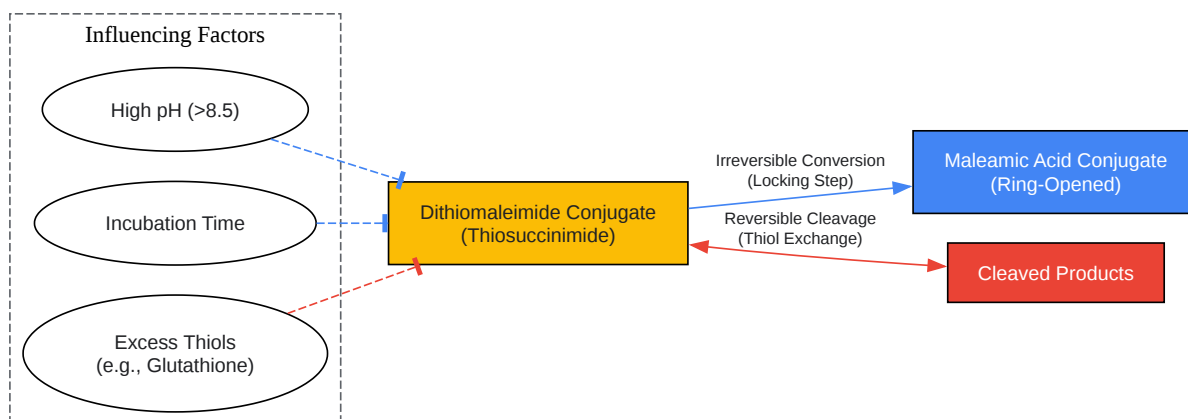 Influencing Factors
High pH (>8.5)
Incubation Time
Excess Thiols
(e.g., Glutathione)
Dithiomaleimide Conjugate
(Thiosuccinimide)
Irreversible Conversion
(Locking Step)
Reversible Cleavage
(Thiol Exchange)
Maleamic Acid Conjugate
(Ring-Opened)
Cleaved Products